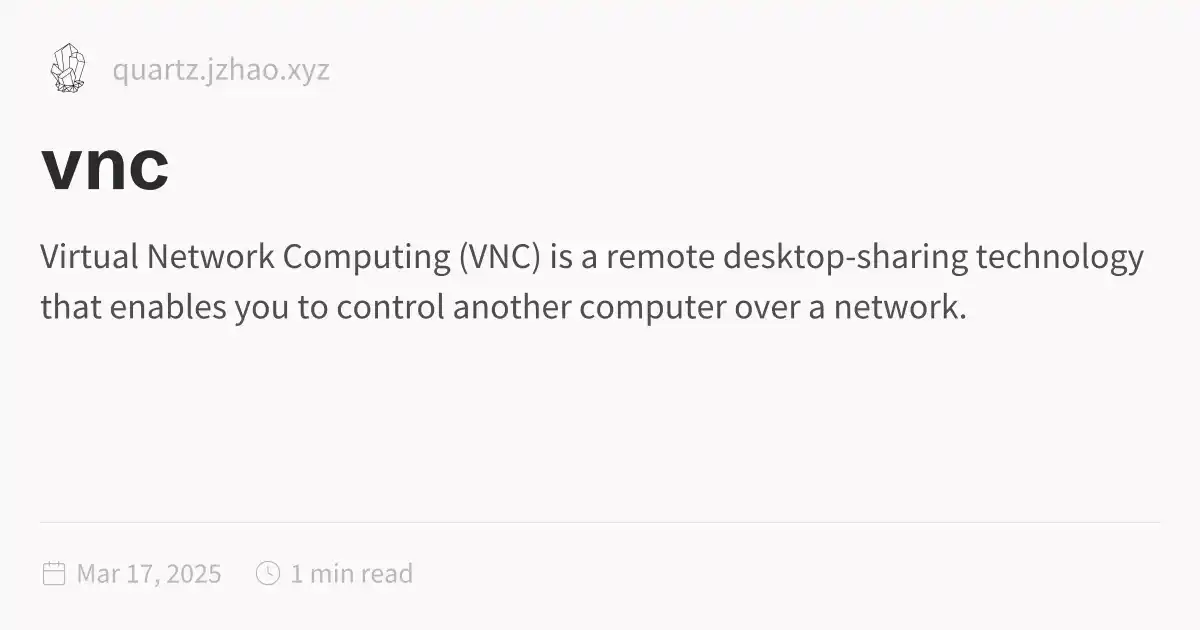 quartz.jzhao.xyz
vnc
Virtual Network Computing (VNC) is a remote desktop-sharing technology
that enables you to control another computer over a network.
Mar 17, 2025 1 min read